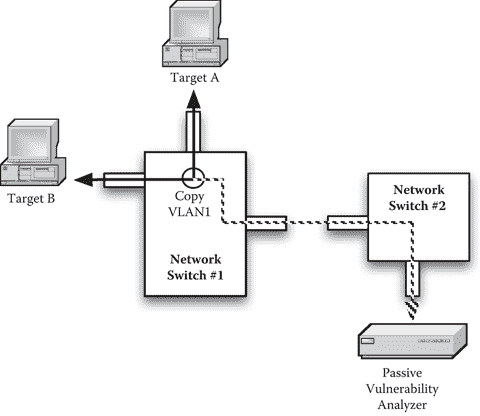 Target A
Target B
Copy
VLAN1
Network
Switch #1
Network
Switch #2
Passive
Vulnerability
Analyzer